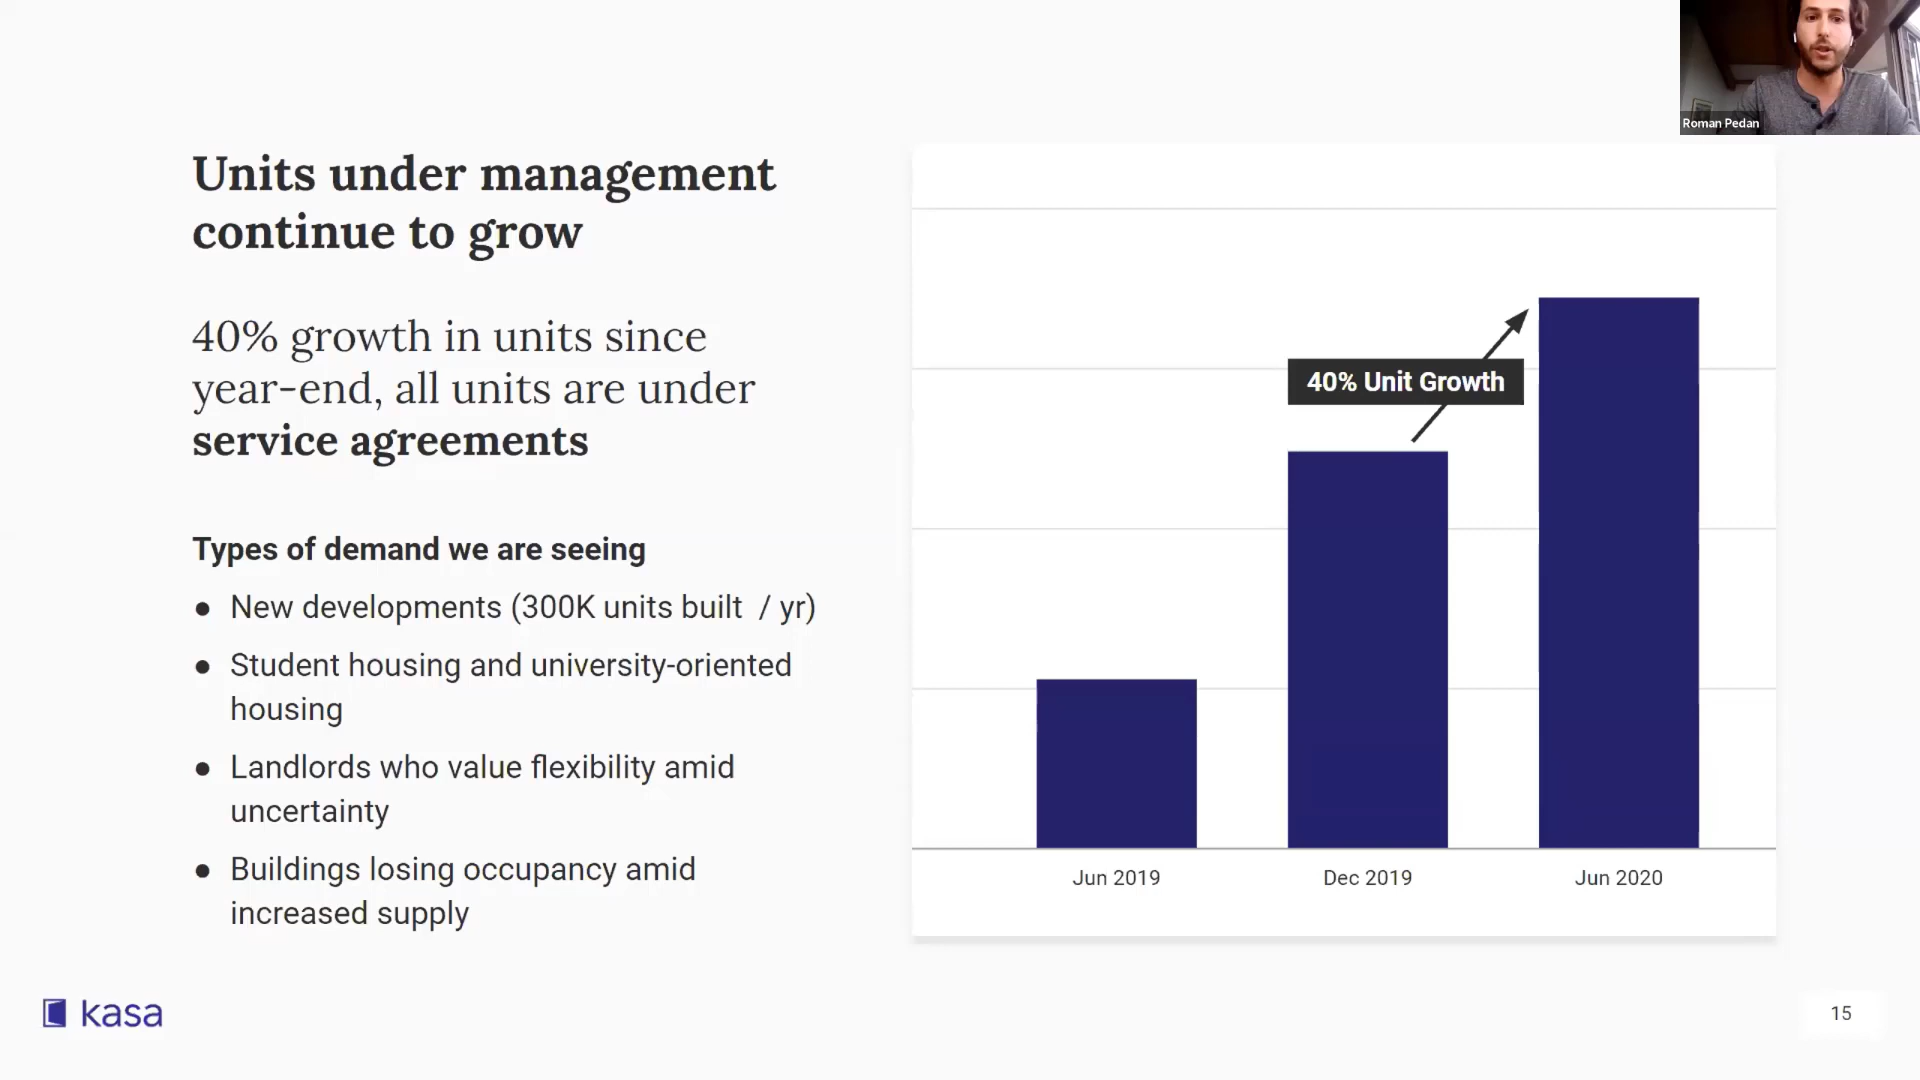 Roman Pedan
Units under management
continue to grow
40% growth in units since
year-end, all units are under
service agreements
Types of demand we are seeing
● New developments (300K units built / yr)
● Student housing and university-oriented
housing
● Landlords who value flexibility amid
uncertainty
● Buildings losing occupancy amid
increased supply
40% Unit Growth
Jun 2019
Dec 2019
Jun 2020
kasa
15